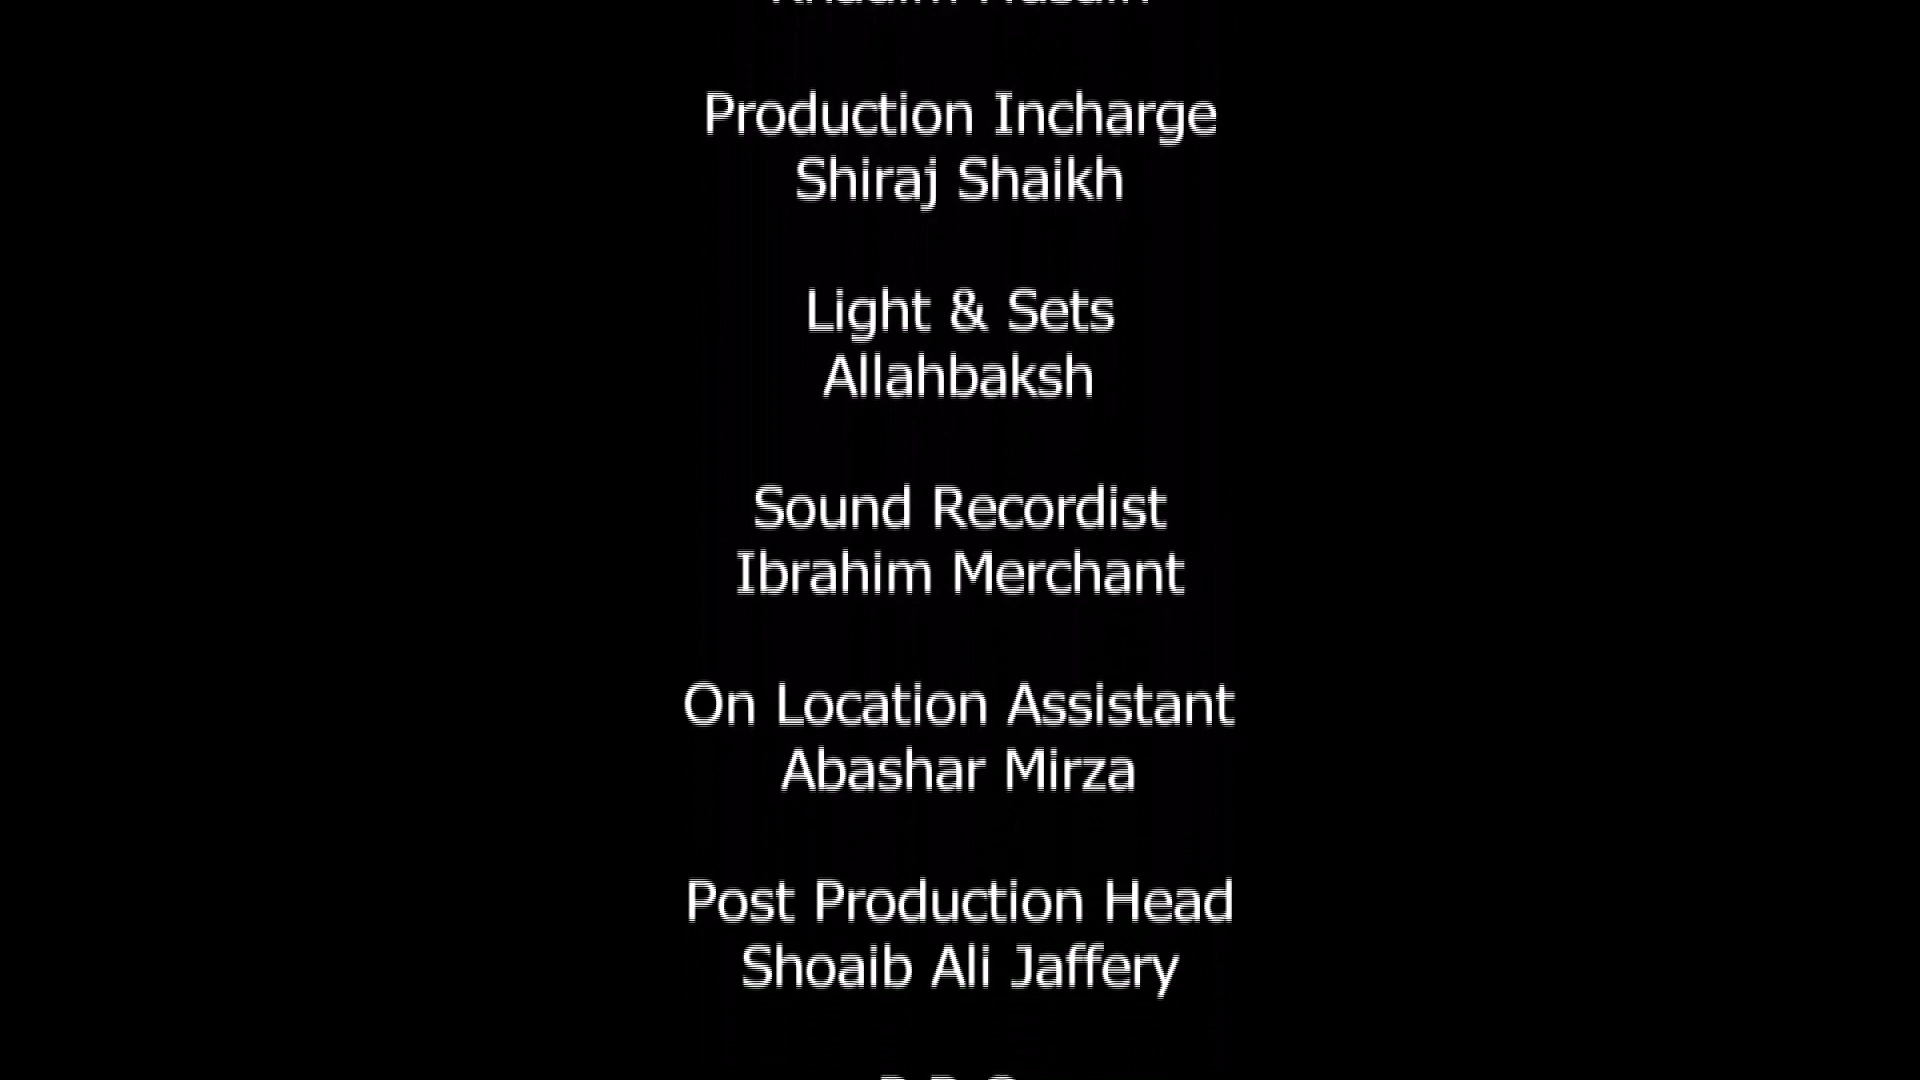 Production Incharge
Shiraj Shaikh
Light & Sets
Allahbaksh
Sound Recordist
Ibrahim Merchant
On Location Assistant
Abashar Mirza
Post Production Head
Shoaib Ali Jaffery